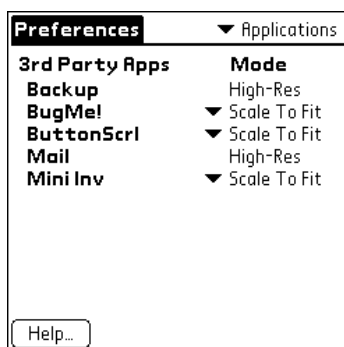 Preferences Applications
3rd Party Apps Mode
Backup High-Res
BugMe! Scale To Fit
ButtonScrl Scale To Fit
Mail High-Res
Mini Inv Scale To Fit
Help...